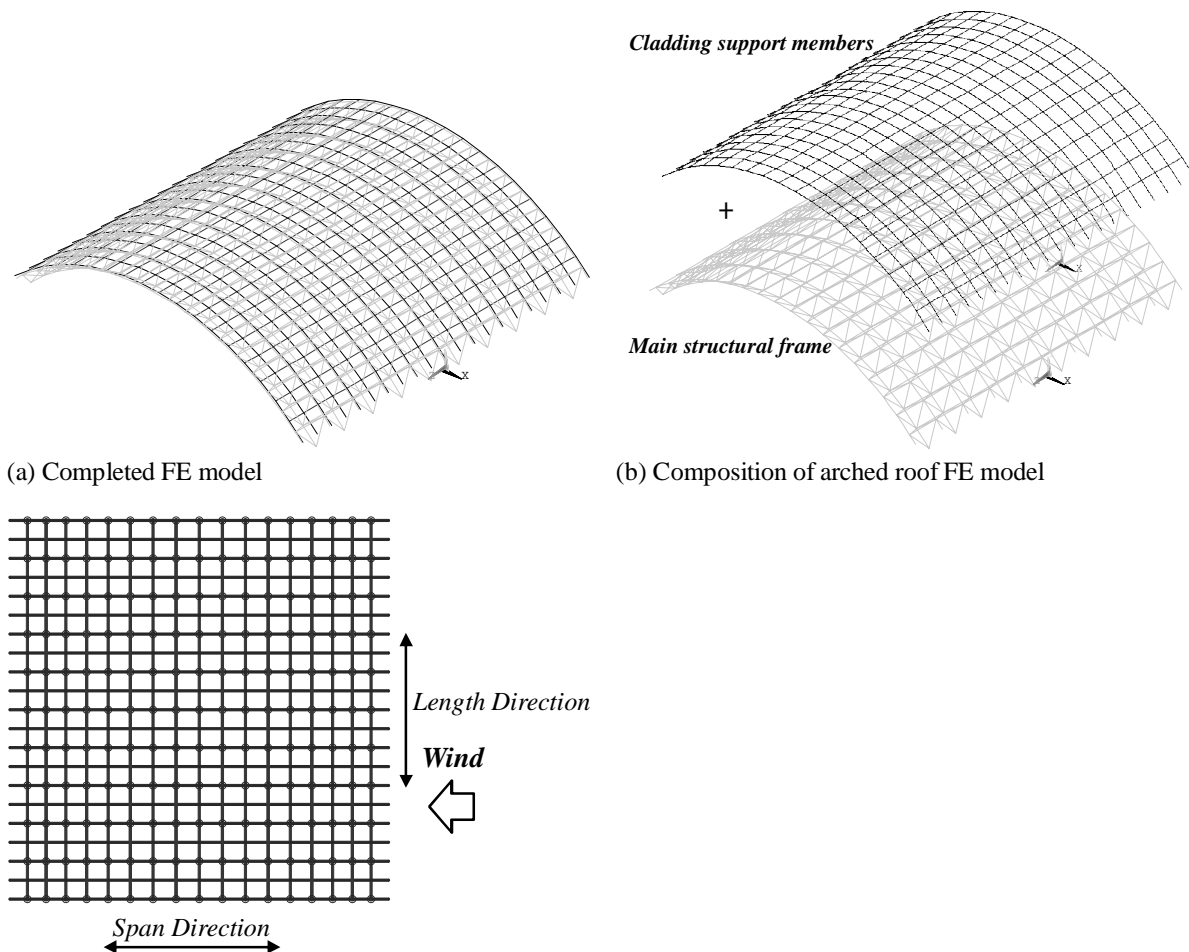 Cladding support members
+
x
Main structural frame
x
x
(a) Completed FE model
(b) Composition of arched roof FE model
Length Direction
Wind
Span Direction